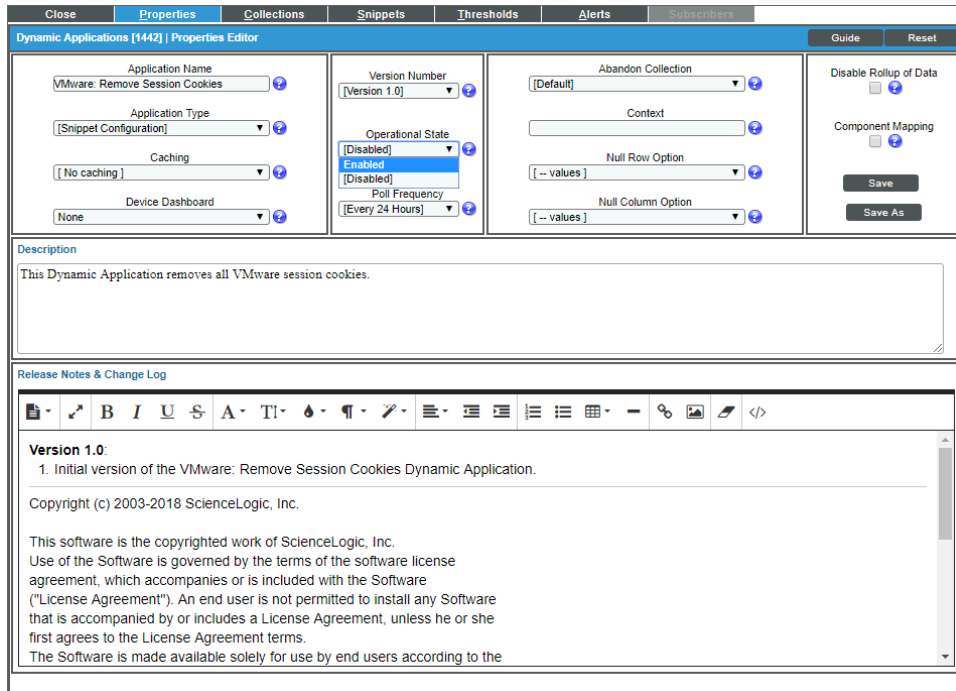 Close Properties Collections Snippets Thresholds Alerts Subscribers
Dynamic Applications [1442] | Properties Editor Guide Reset
Application Name
VMware: Remove Session Cookies
Application Type
[Snippet Configuration]
Caching
[ No caching ]
Device Dashboard
None
Version Number
[Version 1.0]
Operational State
[Disabled]
Enabled
[Disabled]
Poll Frequency
[Every 24 Hours]
Abandon Collection
[Default]
Context
Null Row Option
[ -- values ]
Null Column Option
[ -- values ]
Disable Rollup of Data
Component Mapping
Save
Save As
Description
This Dynamic Application removes all VMware session cookies.
Release Notes & Change Log
B I U S A T
Version 1.0:
1. Initial version of the VMware: Remove Session Cookies Dynamic Application.
Copyright (c) 2003-2018 ScienceLogic, Inc.
This software is the copyrighted work of ScienceLogic, Inc.
Use of the Software is governed by the terms of the software license
agreement, which accompanies or is included with the Software
("License Agreement"). An end user is not permitted to install any Software
that is accompanied by or includes a License Agreement, unless he or she
first agrees to the License Agreement terms.
The Software is made available solely for use by end users according to the